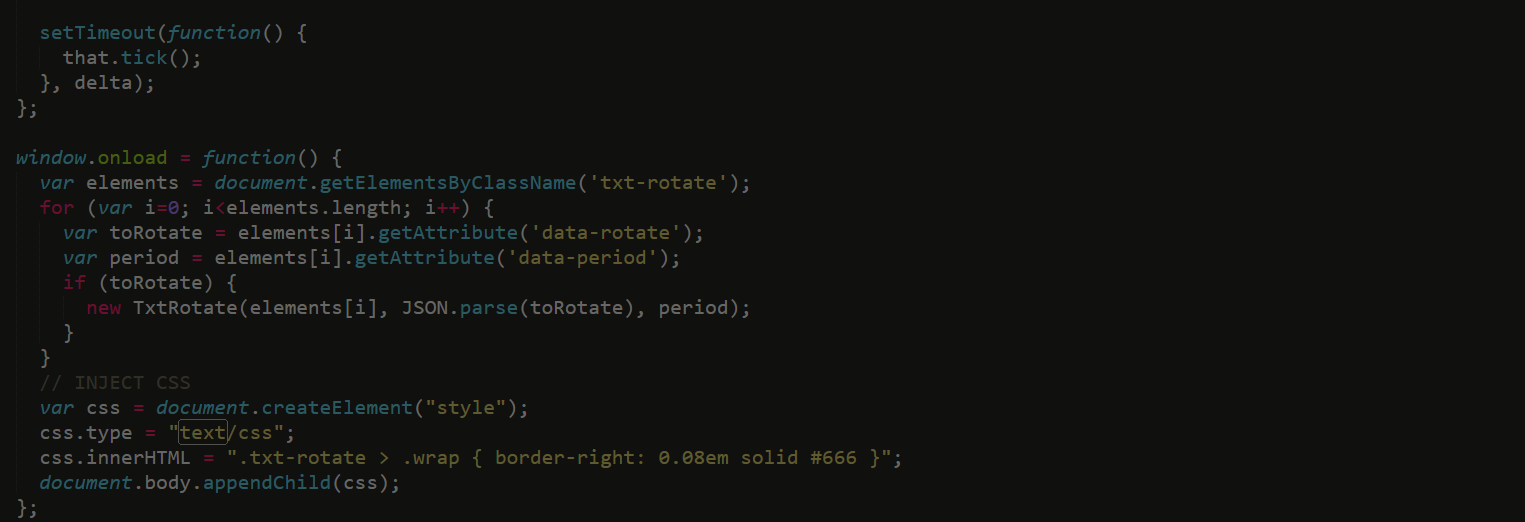 setTimeout(function() {
that.tick();
}, delta);
};
window.onload = function() {
var elements = document.getElementsByClassName('txt-rotate');
for (var i=0; i<elements.length; i++) {
var toRotate = elements[i].getAttribute('data-rotate');
var period = elements[i].getAttribute('data-period');
if (toRotate) {
new TxtRotate(elements[i], JSON.parse(toRotate), period);
}
}
// INJECT CSS
var css = document.createElement("style");
css.type = "text/css";
css.innerHTML = ".txt-rotate > .wrap { border-right: 0.08em solid #666 }";
document.body.appendChild(css);
};